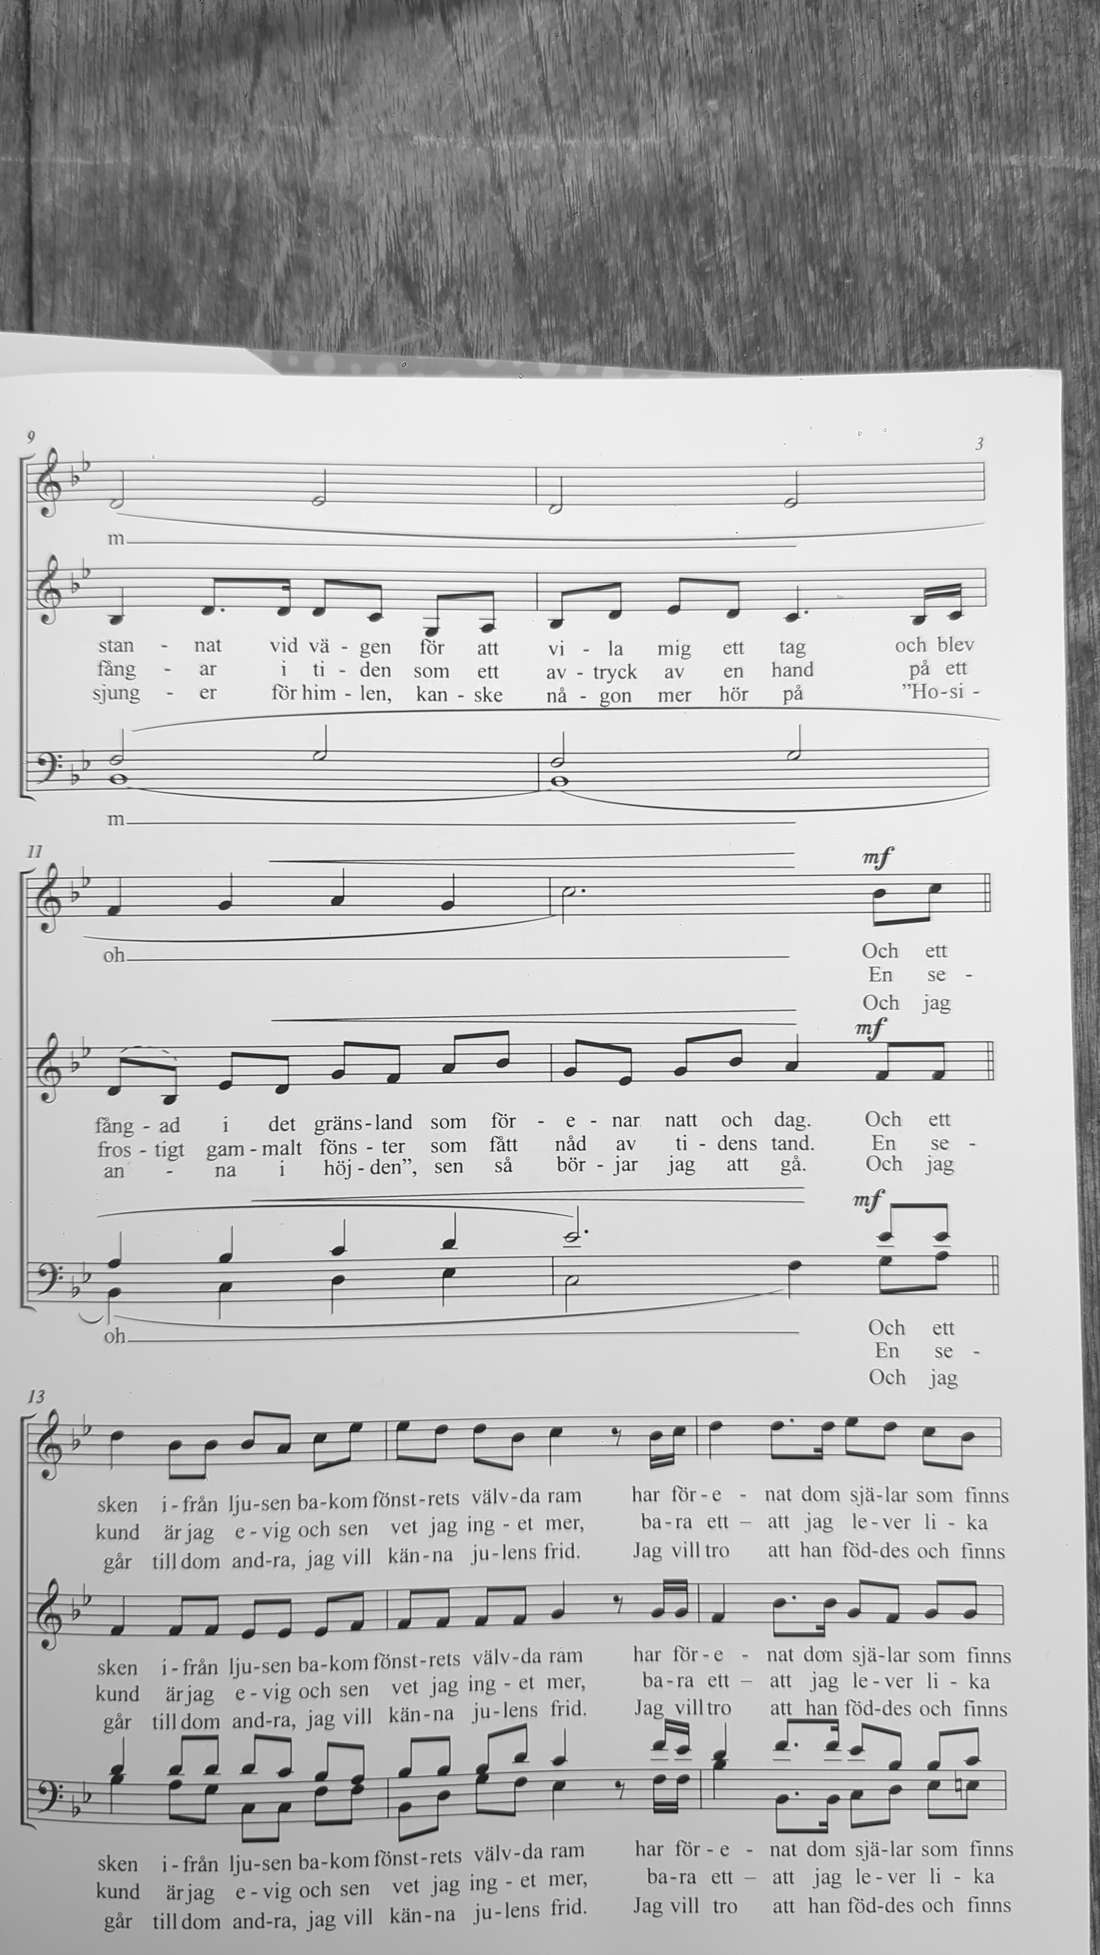 9
3
m
stan - nat vid vä - gen för att vi - la mig ett tag och blev
fång - ar i ti - den som ett av - tryck av en hand på ett
sjung - er för him - len, kan - ske nå - gon mer hör på ”Ho - si -
m
11
mf
oh Och ett
En se -
Och jag
mf
fång - ad i det gräns - land som för - e - nar natt och dag. Och ett
fros - tigt gam - malt föns - ter som fått nåd av ti - dens tand. En se -
an - na i höj - den”, sen så bör - jar jag att gå. Och jag
mf
oh Och ett
En se -
Och jag
13
sken i - från lju - sen ba - kom fönst - rets välv - da ram har för - e - nat dom sjä - lar som finns
kund är jag e - vig och sen vet jag ing - et mer, ba - ra ett – att jag le - ver li - ka
går till dom and - ra, jag vill kän - na ju - lens frid. Jag vill tro att han föd - des och finns
sken i - från lju - sen ba - kom fönst - rets välv - da ram har för - e - nat dom sjä - lar som finns
kund är jag e - vig och sen vet jag ing - et mer, ba - ra ett – att jag le - ver li - ka
går till dom and - ra, jag vill kän - na ju - lens frid. Jag vill tro att han föd - des och finns
sken i - från lju - sen ba - kom fönst - rets välv - da ram har för - e - nat dom sjä - lar som finns
kund är jag e - vig och sen vet jag ing - et mer, ba - ra ett – att jag le - ver li - ka
går till dom and - ra, jag vill kän - na ju - lens frid. Jag vill tro att han föd - des och finns